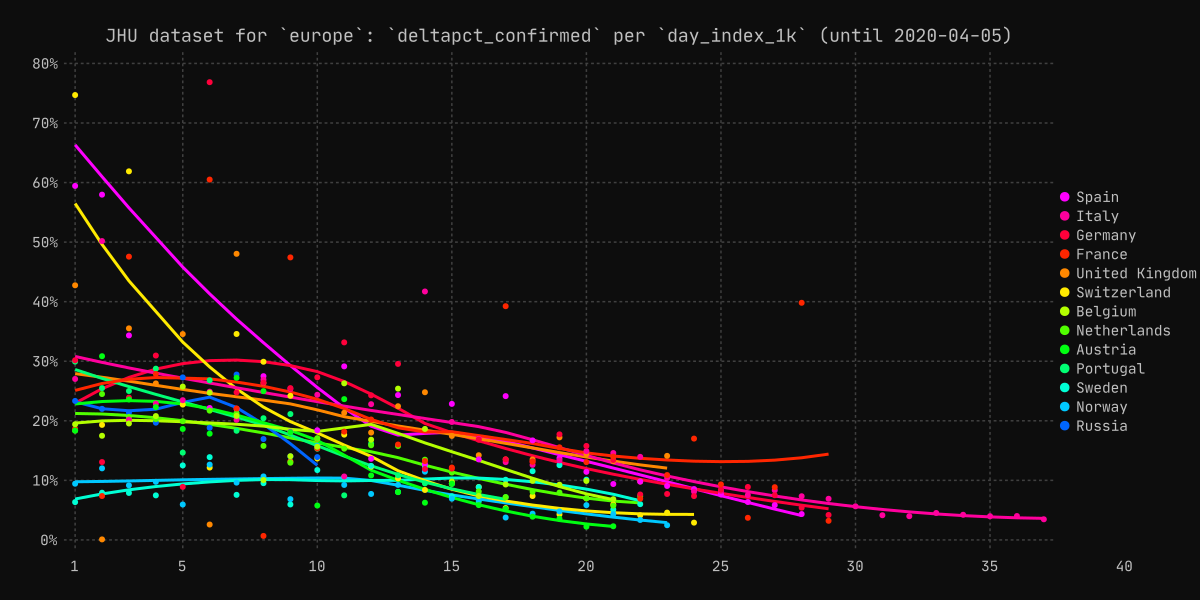 JHU dataset for `europe`: `deltapct_confirmed` per `day_index_1k` (until 2020-04-05)
80%
70%
60%
50%
40%
30%
20%
10%
0%
1 5 10 15 20 25 30 35 40
Spain
Italy
Germany
France
United Kingdom
Switzerland
Belgium
Netherlands
Austria
Portugal
Sweden
Norway
Russia